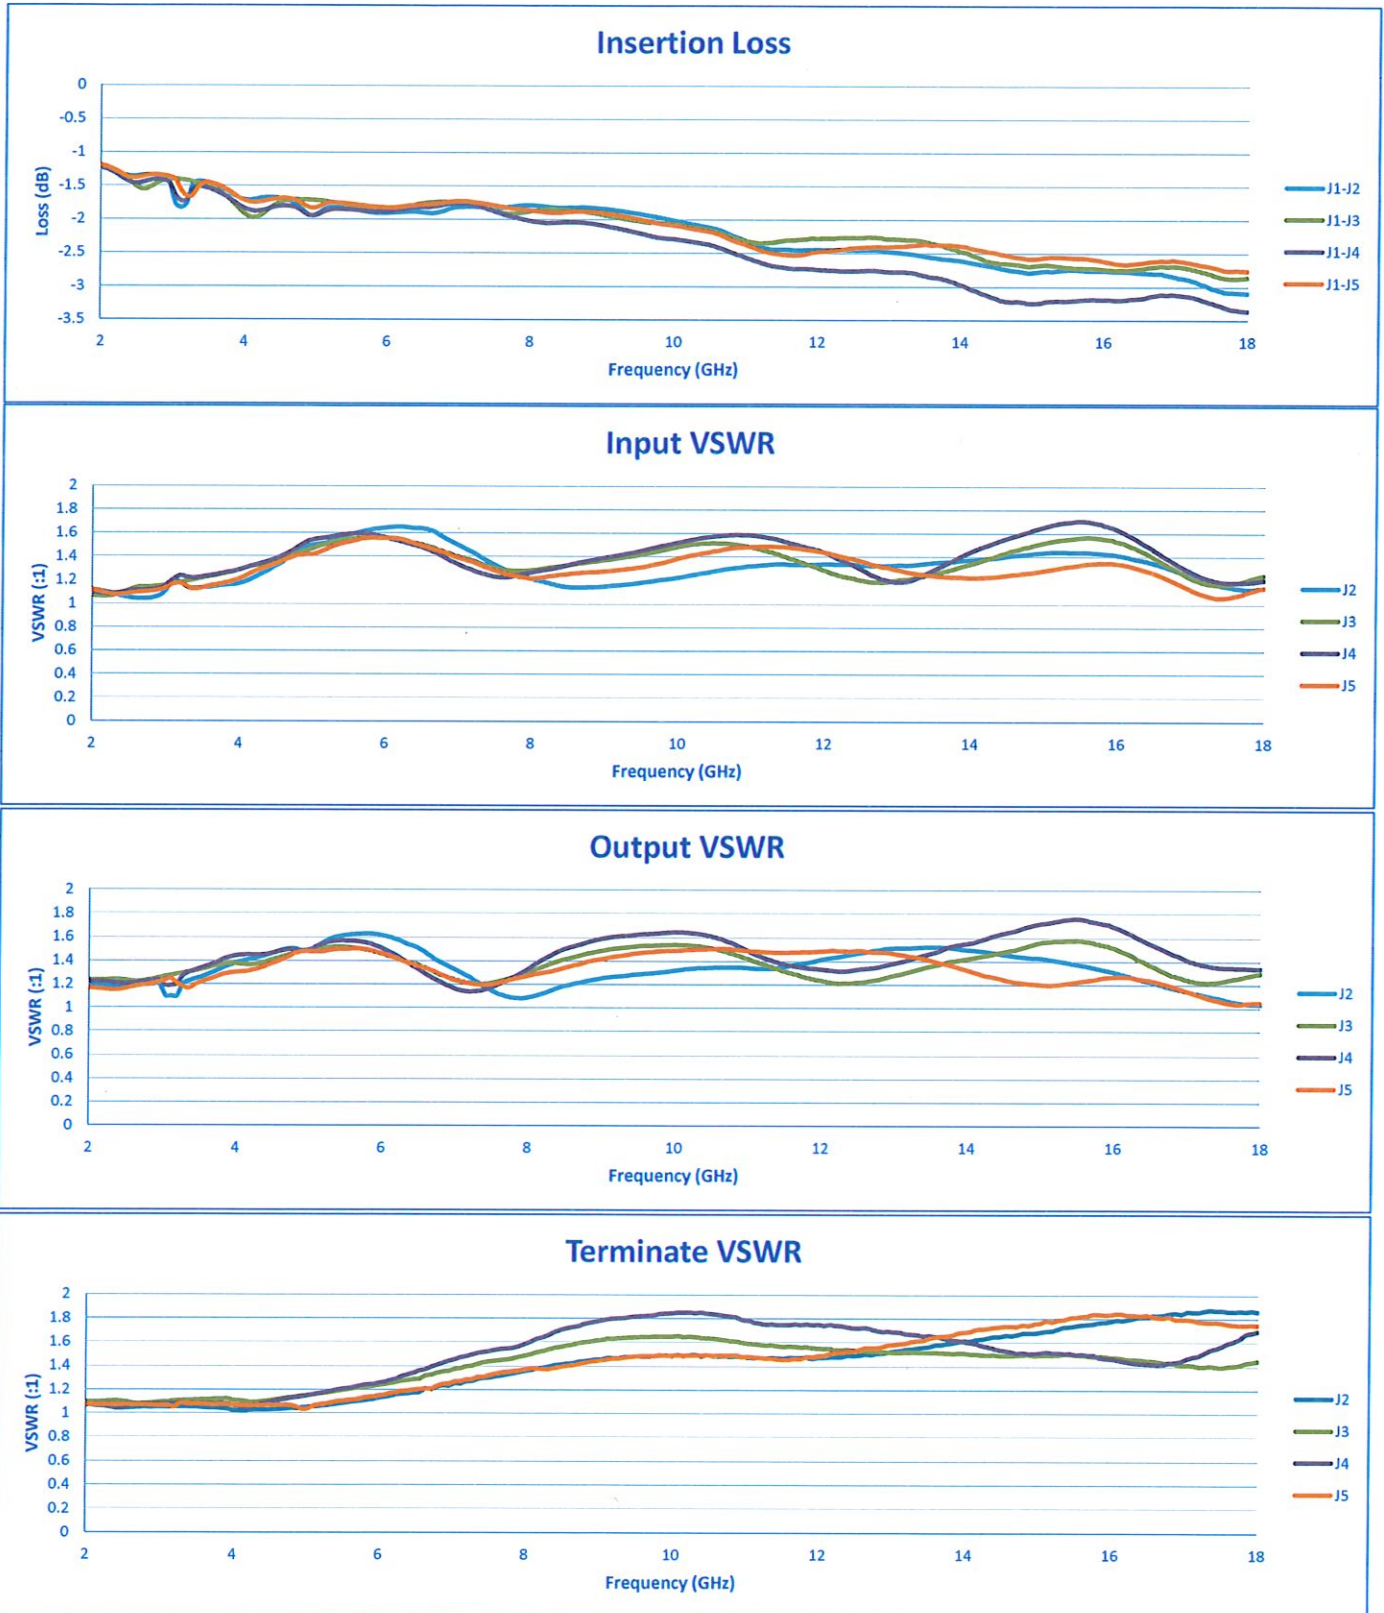 Insertion Loss
0
-0.5
-1
-1.5
-2
-2.5
-3
-3.5
Loss (dB)
2 4 6 8 10 12 14 16 18
Frequency (GHz)
J1-J2
J1-J3
J1-J4
J1-J5
Input VSWR
2
1.8
1.6
1.4
1.2
1
0.8
0.6
0.4
0.2
0
VSWR (:1)
2 4 6 8 10 12 14 16 18
Frequency (GHz)
J2
J3
J4
J5
Output VSWR
2
1.8
1.6
1.4
1.2
1
0.8
0.6
0.4
0.2
0
VSWR (:1)
2 4 6 8 10 12 14 16 18
Frequency (GHz)
J2
J3
J4
J5
Terminate VSWR
2
1.8
1.6
1.4
1.2
1
0.8
0.6
0.4
0.2
0
VSWR (:1)
2 4 6 8 10 12 14 16 18
Frequency (GHz)
J2
J3
J4
J5